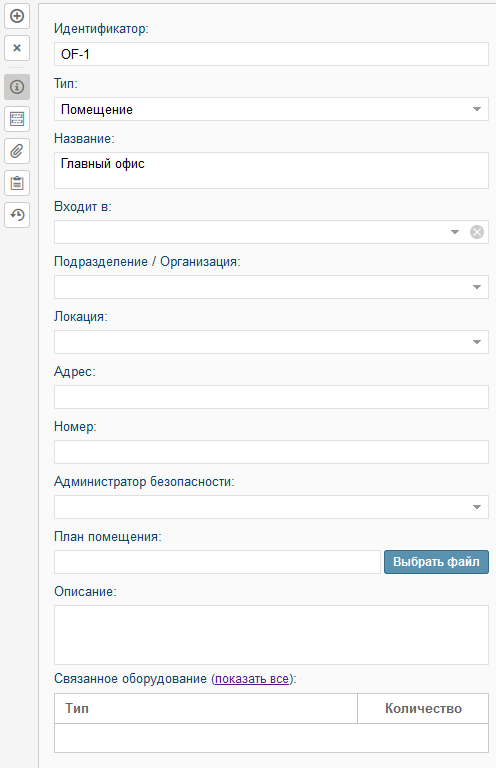 Идентификатор:
OF-1
Тип:
Помещение
Название:
Главный офис
Входит в:
Подразделение / Организация:
Локация:
Адрес:
Номер:
Администратор безопасности:
План помещения:
Выбрать файл
Описание:
Связанное оборудование (показать все):
Тип Количество